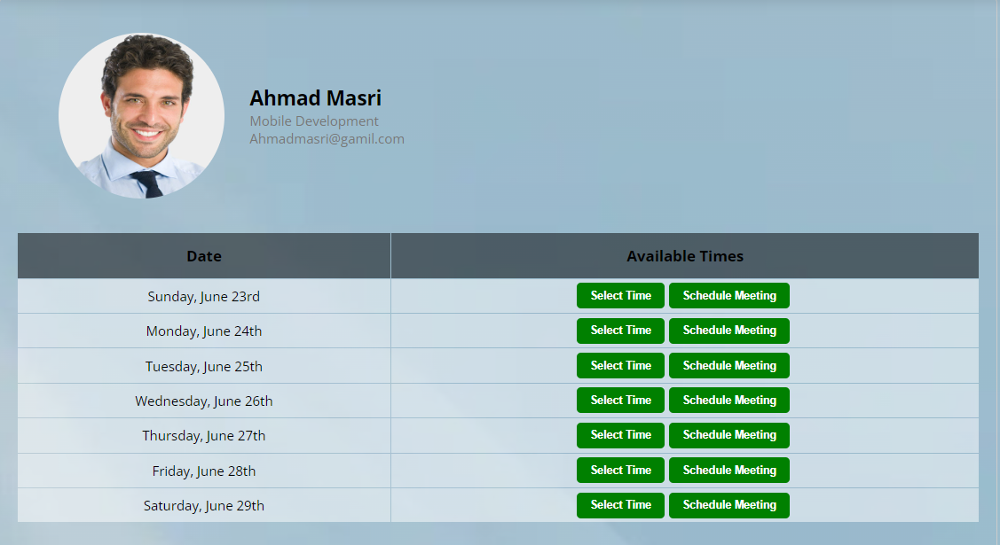 Ahmad Masri
Mobile Development
Ahmadmasri@gamil.com
Date Available Times
Sunday, June 23rd Select Time Schedule Meeting
Monday, June 24th Select Time Schedule Meeting
Tuesday, June 25th Select Time Schedule Meeting
Wednesday, June 26th Select Time Schedule Meeting
Thursday, June 27th Select Time Schedule Meeting
Friday, June 28th Select Time Schedule Meeting
Saturday, June 29th Select Time Schedule Meeting